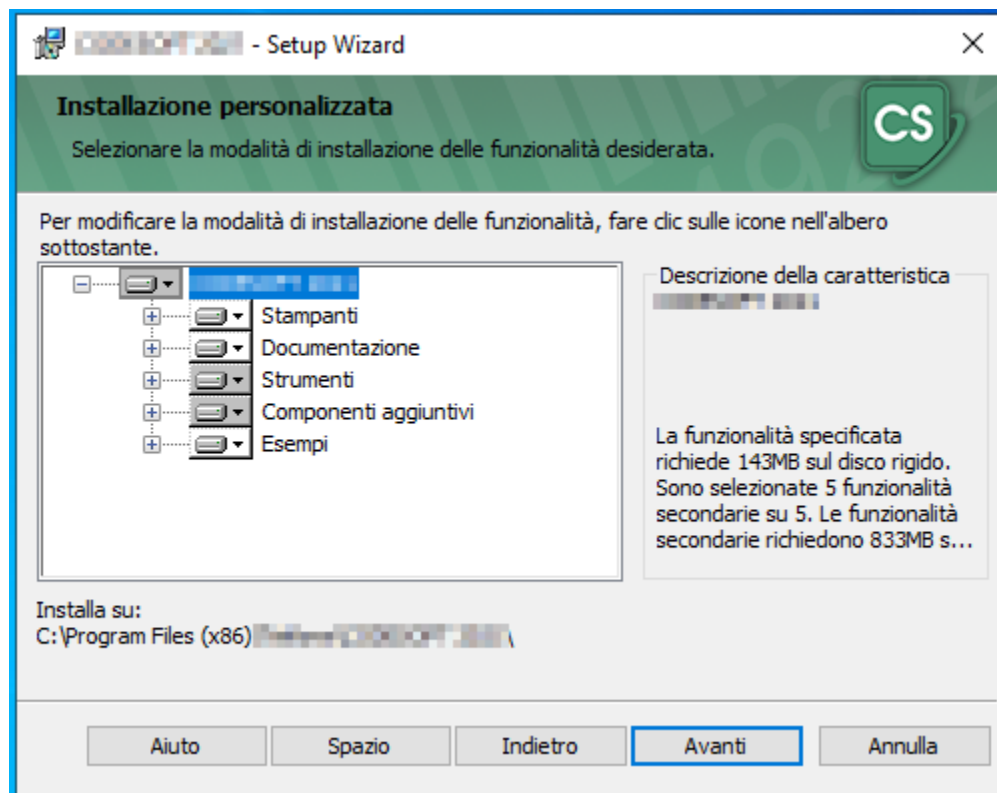 - Setup Wizard
Installazione personalizzata
Selezionare la modalità di installazione delle funzionalità desiderata.
CS
Per modificare la modalità di installazione delle funzionalità, fare clic sulle icone nell'albero
sottostante.
Descrizione della caratteristica
Stampanti
Documentazione
Strumenti
Componenti aggiuntivi
Esempi
La funzionalità specificata
richiede 143MB sul disco rigido.
Sono selezionate 5 funzionalità
secondarie su 5. Le funzionalità
secondarie richiedono 833MB s...
Installa su:
C:\Program Files (x86)\
Aiuto
Spazio
Indietro
Avanti
Annulla